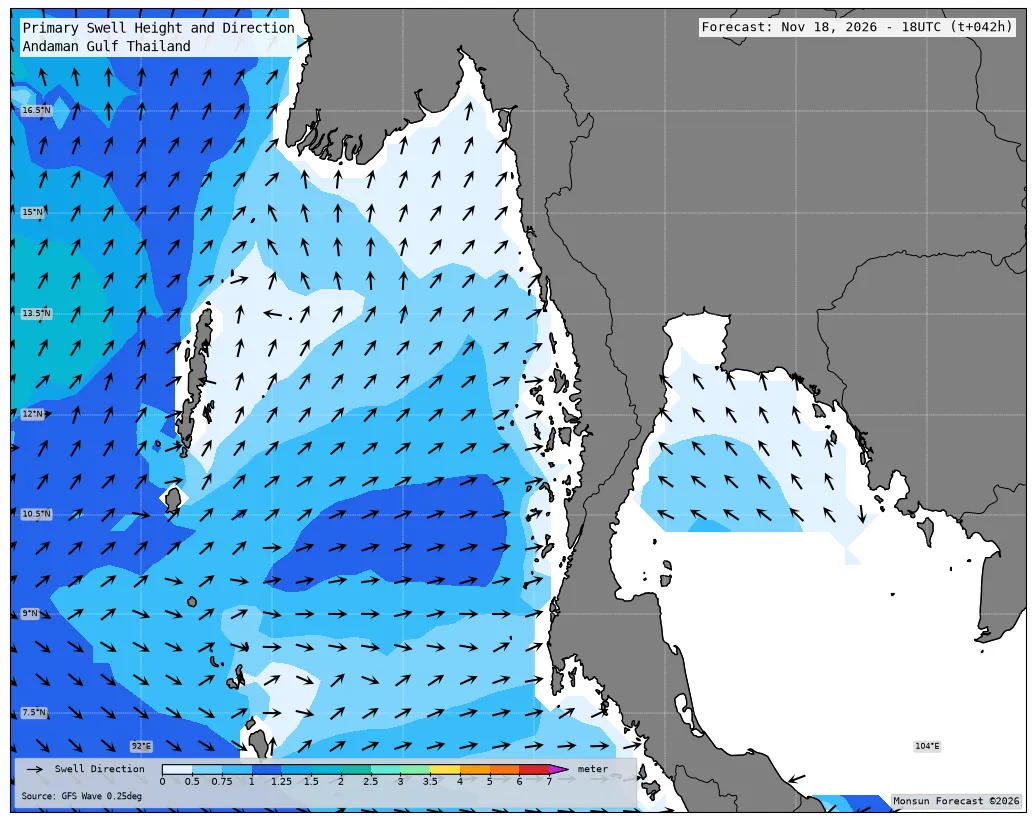 Primary Swell Height and Direction
Andaman Gulf Thailand
Forecast: Nov 18, 2026 - 18UTC (t+042h)
16.5°N
15°N
13.5°N
12°N
10.5°N
9°N
7.5°N
92°E
104°E
Swell Direction
meter
0 0.5 0.75 1 1.25 1.5 2 2.5 3 3.5 4 5 6 7
Source: GFS Wave 0.25deg
Monsun Forecast ©2026